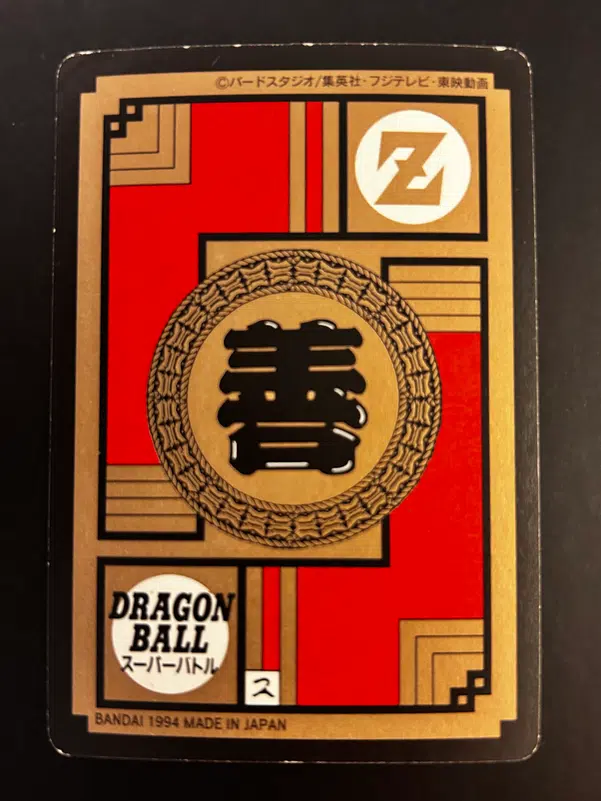 ©バードスタジオ/集英社・フジテレビ・東映動画
Z
善
DRAGON
BALL
スーパーバトル
ス
BANDAI 1994 MADE IN JAPAN